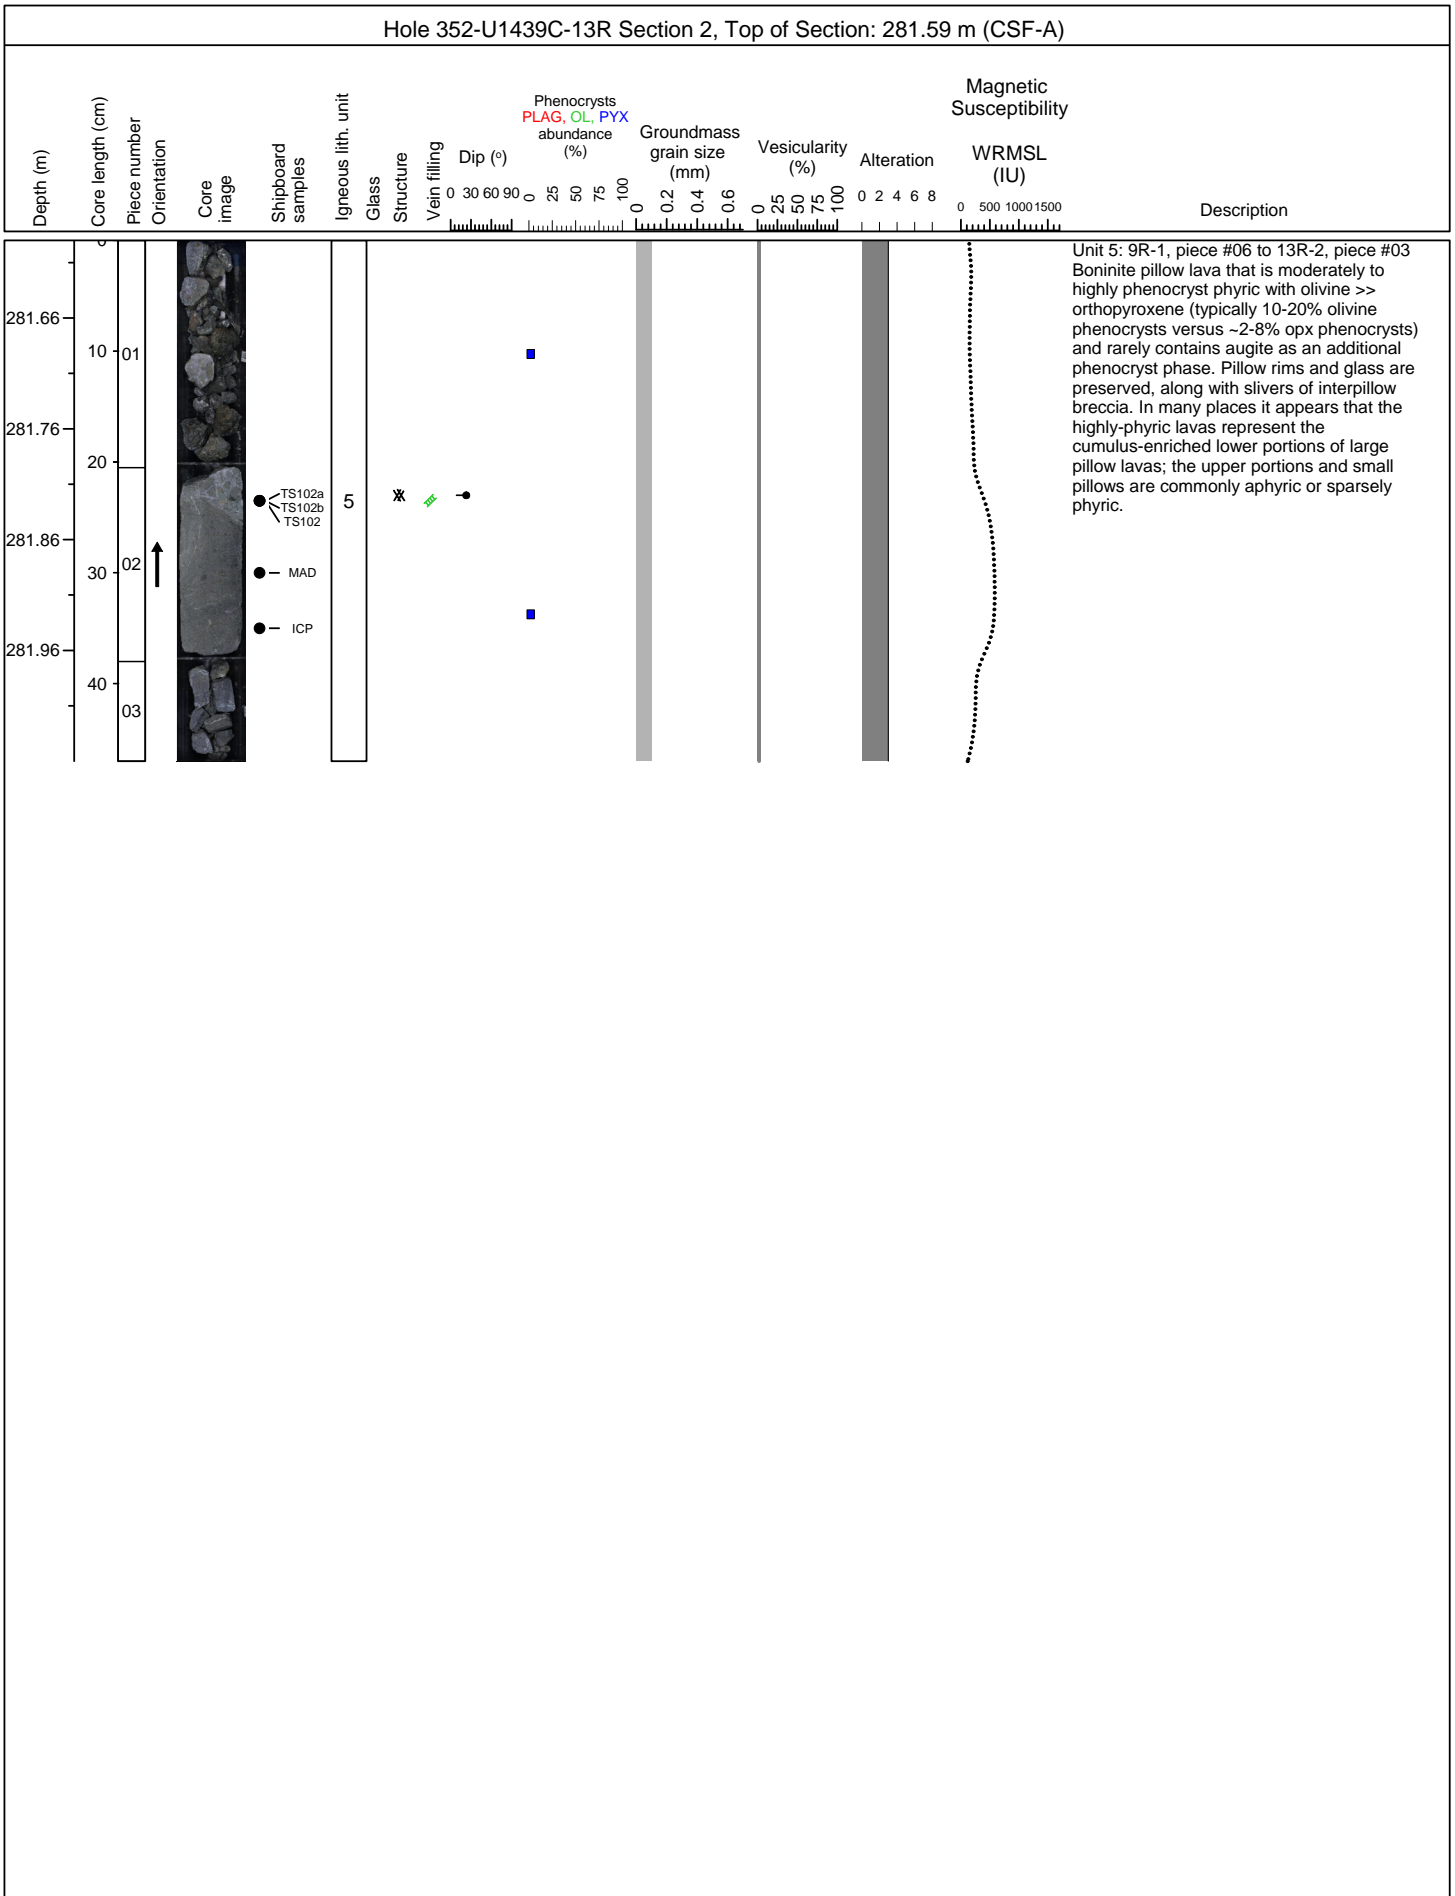 Hole 352-U1439C-13R Section 2, Top of Section: 281.59 m (CSF-A)
Depth (m)
Core length (cm)
Piece number
Orientation
Core
image
Shipboard
samples
Igneous lith. unit
Glass
Structure
Vein filling
Dip (o)
0 30 60 90
Phenocrysts
PLAG, OL, PYX
abundance
(%)
0 25 50 75 100
Groundmass
grain size
(mm)
0 0.2 0.4 0.6
Vesicularity
(%)
0 25 50 75 100
Alteration
0 2 4 6 8
Magnetic
Susceptibility
WRMSL
(IU)
0 500 1000 1500
Description
0
281.66
10
01
281.76
20
TS102a
TS102b
TS102
5
281.86
30
02
MAD
ICP
281.96
40
03
Unit 5: 9R-1, piece #06 to 13R-2, piece #03
Boninite pillow lava that is moderately to
highly phenocryst phyric with olivine >>
orthopyroxene (typically 10-20% olivine
phenocrysts versus ~2-8% opx phenocrysts)
and rarely contains augite as an additional
phenocryst phase. Pillow rims and glass are
preserved, along with slivers of interpillow
breccia. In many places it appears that the
highly-phyric lavas represent the
cumulus-enriched lower portions of large
pillow lavas; the upper portions and small
pillows are commonly aphyric or sparsely
phyric.